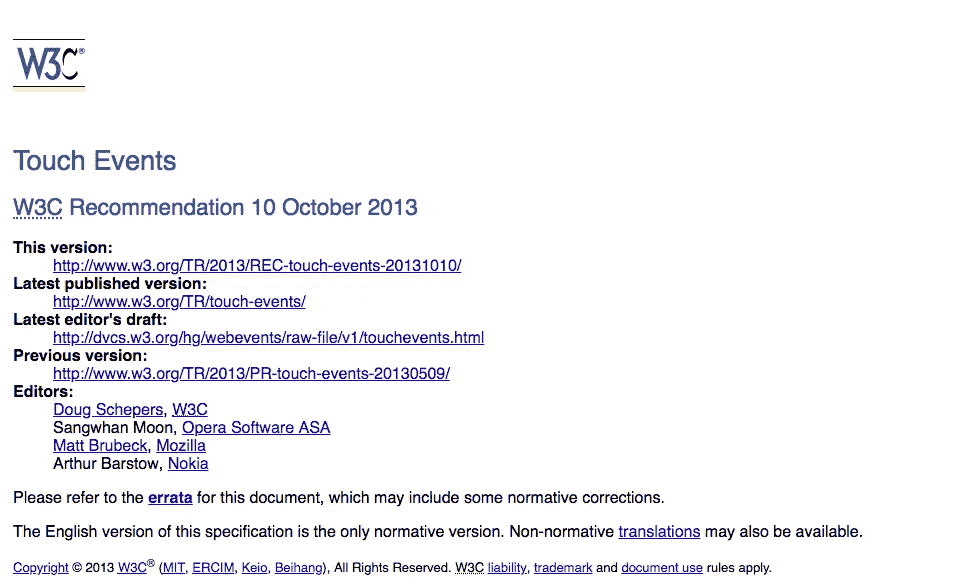 W3C®
Touch Events
W3C Recommendation 10 October 2013
This version:
http://www.w3.org/TR/2013/REC-touch-events-20131010/
Latest published version:
http://www.w3.org/TR/touch-events/
Latest editor's draft:
http://dvcs.w3.org/hg/webevents/raw-file/v1/touchevents.html
Previous version:
http://www.w3.org/TR/2013/PR-touch-events-20130509/
Editors:
Doug Schepers, W3C
Sangwhan Moon, Opera Software ASA
Matt Brubeck, Mozilla
Arthur Barstow, Nokia
Please refer to the errata for this document, which may include some normative corrections.
The English version of this specification is the only normative version. Non-normative translations may also be available.
Copyright © 2013 W3C® (MIT, ERCIM, Keio, Beihang), All Rights Reserved. W3C liability, trademark and document use rules apply.